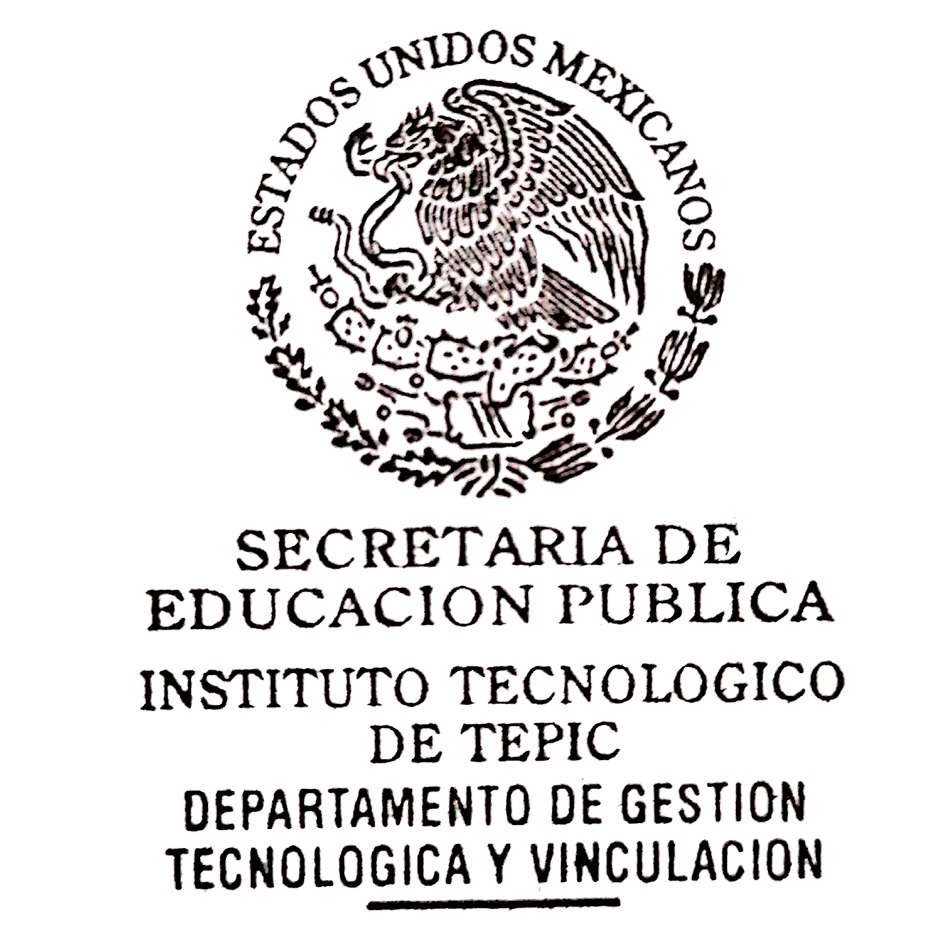 ESTADOS UNIDOS MEXICANOS
SECRETARIA DE
EDUCACION PUBLICA
INSTITUTO TECNOLOGICO
DE TEPIC
DEPARTAMENTO DE GESTION
TECNOLOGICA Y VINCULACION